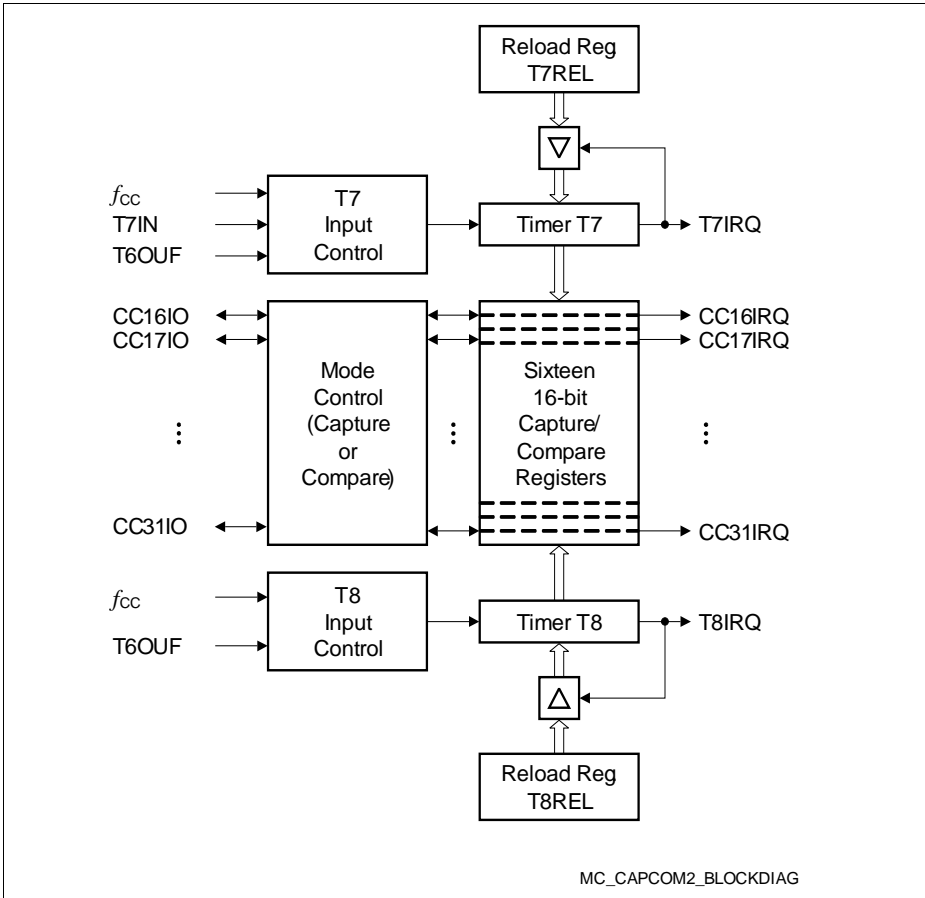 Reload Reg.
T7REL
fCC
T7IN
T6OUF
T7
Input
Control
Timer T7
T7IRQ
CC16IO
CC17IO
CC31IO
Mode
Control
(Capture
or
Compare)
Sixteen
16-bit
Capture/
Compare
Registers
CC16IRQ
CC17IRQ
CC31IRQ
fCC
T6OUF
T8
Input
Control
Timer T8
T8IRQ
Reload Reg.
T8REL
MC_CAPCOM2_BLOCKDIAG